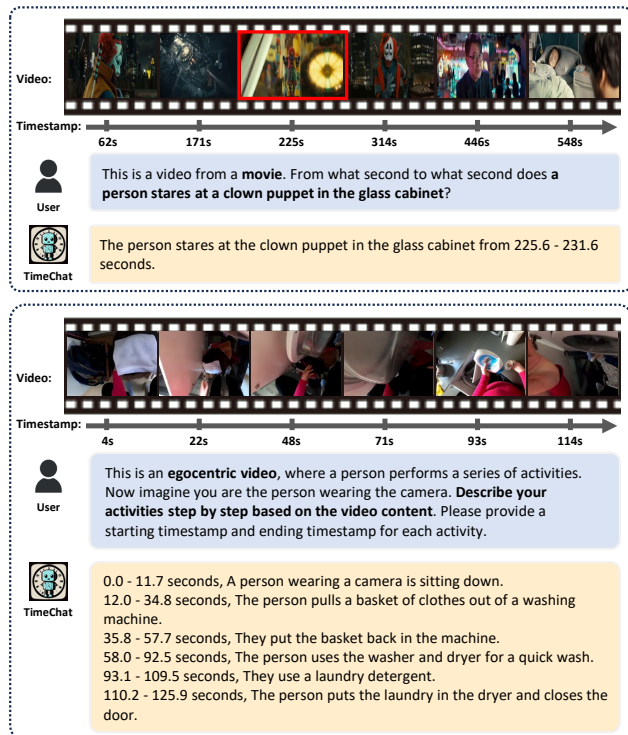 Video:
Timestamp:
62s 171s 225s 314s 446s 548s
User
This is a video from a movie. From what second to what second does a
person stares at a clown puppet in the glass cabinet?
TimeChat
The person stares at the clown puppet in the glass cabinet from 225.6 - 231.6
seconds.
Video:
Timestamp:
4s 22s 48s 71s 93s 114s
User
This is an egocentric video, where a person performs a series of activities.
Now imagine you are the person wearing the camera. Describe your
activities step by step based on the video content. Please provide a
starting timestamp and ending timestamp for each activity.
TimeChat
0.0 - 11.7 seconds, A person wearing a camera is sitting down.
12.0 - 34.8 seconds, The person pulls a basket of clothes out of a washing
machine.
35.8 - 57.7 seconds, They put the basket back in the machine.
58.0 - 92.5 seconds, The person uses the washer and dryer for a quick wash.
93.1 - 109.5 seconds, They use a laundry detergent.
110.2 - 125.9 seconds, The person puts the laundry in the dryer and closes the
door.